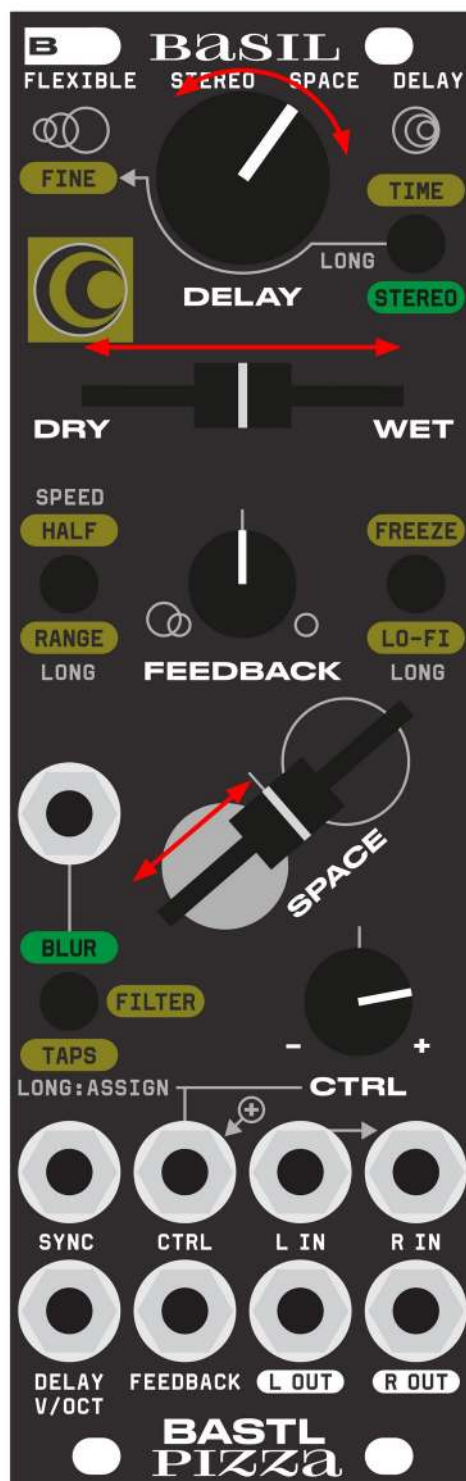 B BASIL
FLEXIBLE STEREO SPACE DELAY
FINE
TIME
LONG
STEREO
DELAY
DRY WET
SPEED
HALF FREEZE
RANGE LO-FI
LONG FEEDBACK LONG
SPACE
BLUR
FILTER
TAPS
- +
LONG:ASSIGN CTRL
SYNC CTRL L IN R IN
DELAY FEEDBACK L OUT R OUT
V/OCT
BASTL
PIZZA